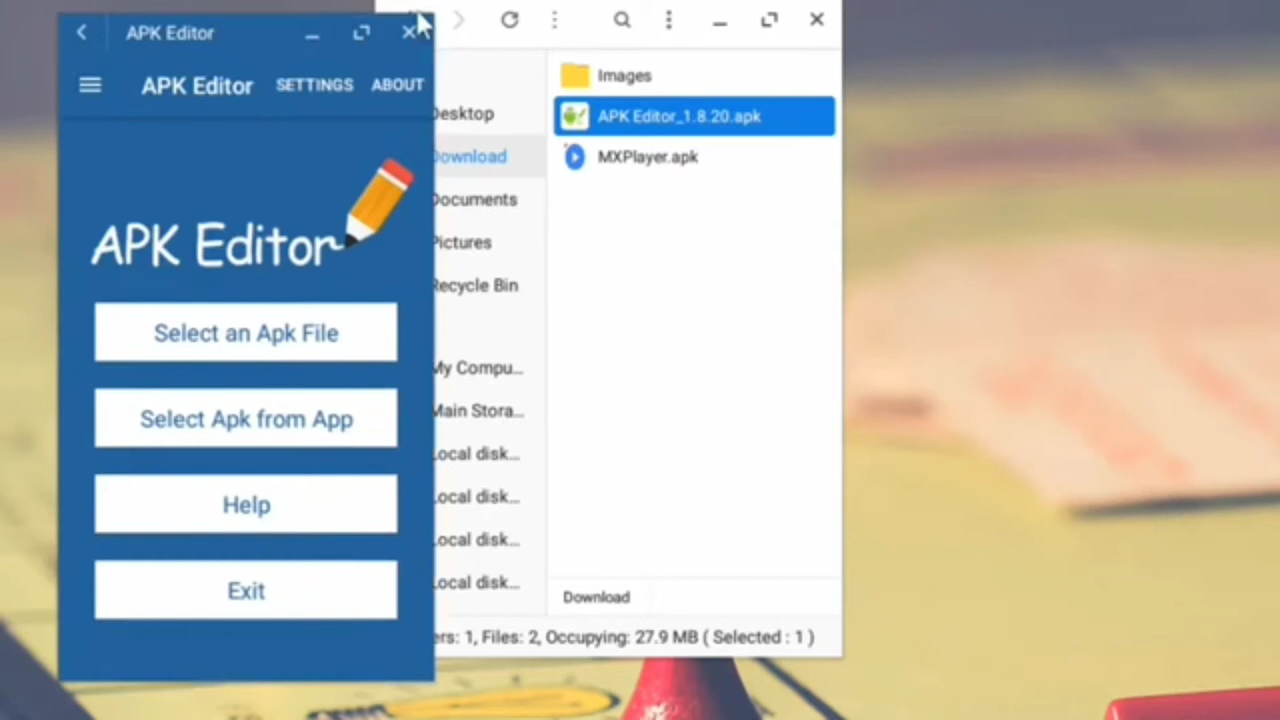 APK Editor
APK Editor
SETTINGS
ABOUT
APK Editor
Select an Apk File
Select Apk from App
Help
Exit
Desktop
Download
Documents
Pictures
Recycle Bin
My Compu...
Main Stora...
Local disk...
Local disk...
Local disk...
Local disk...
Images
APK Editor_1.8.20.apk
MXPlayer.apk
Download
ers: 1, Files: 2, Occupying: 27.9 MB ( Selected : 1 )